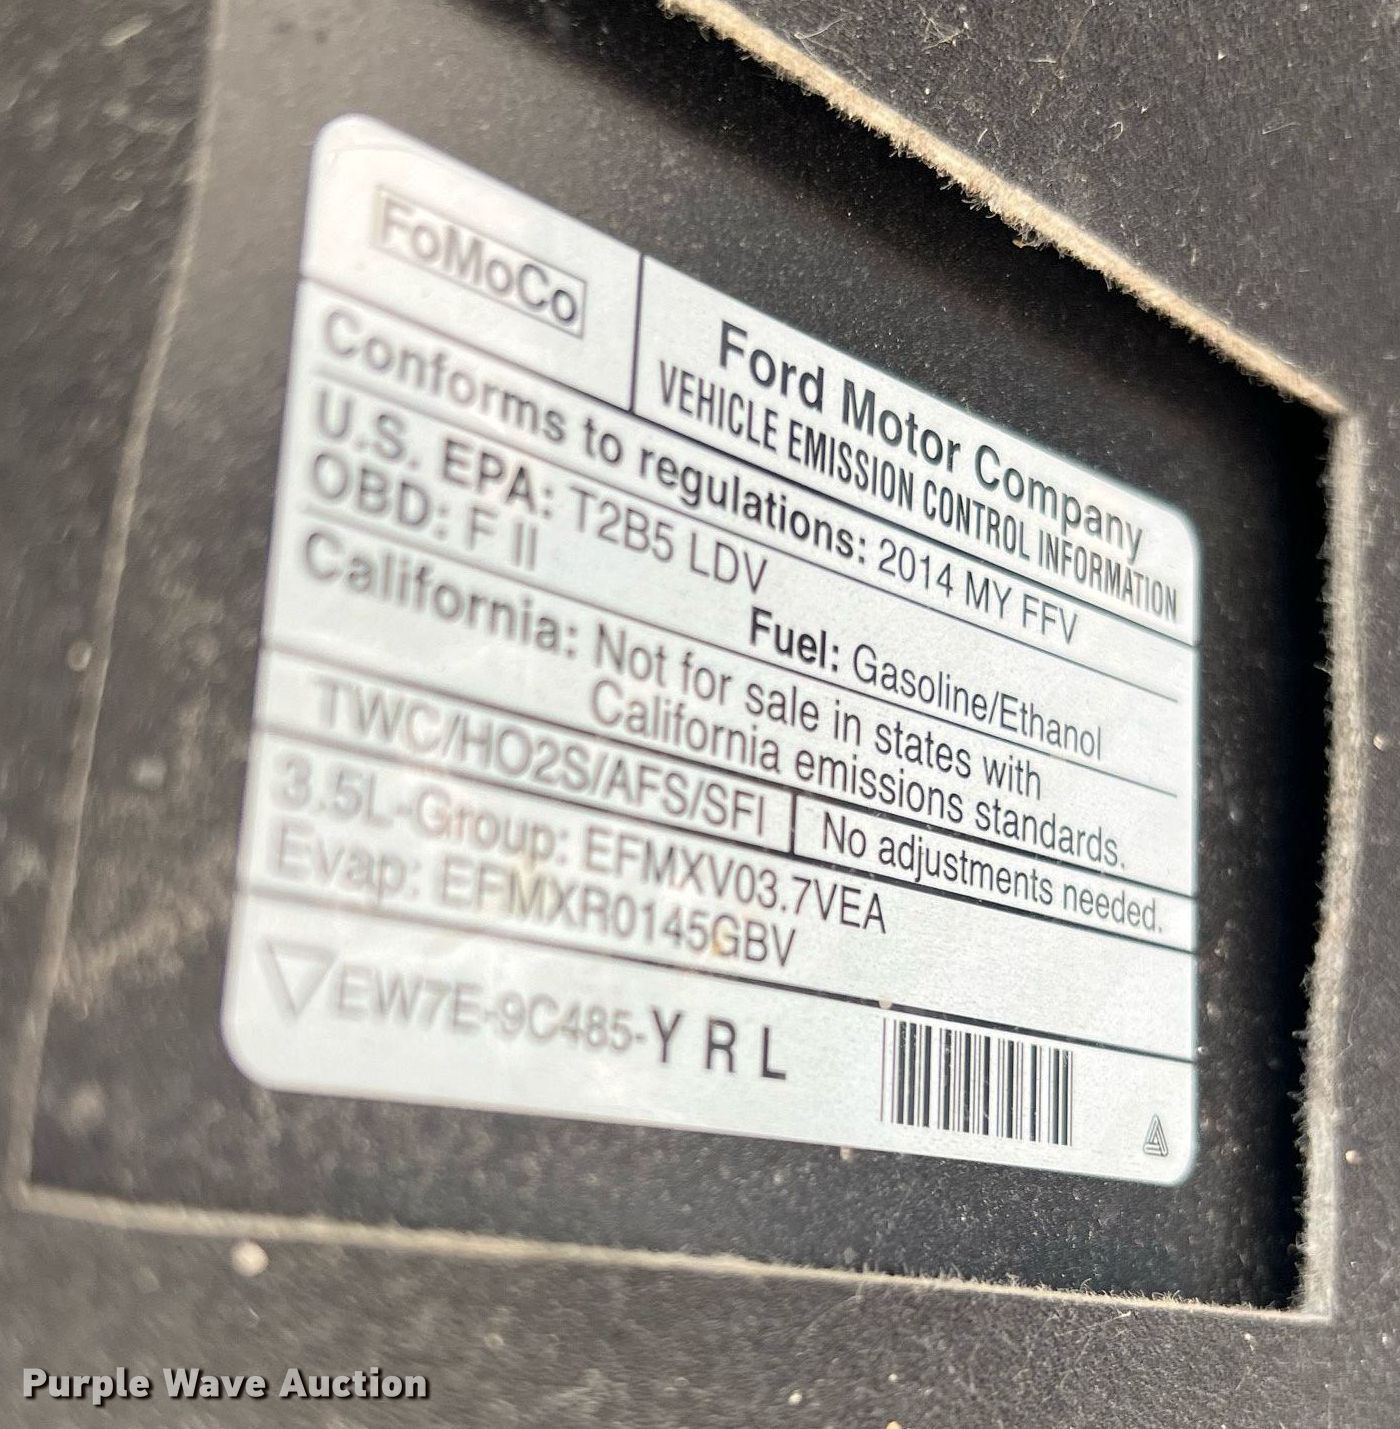 FoMoCo
Ford Motor Company
VEHICLE EMISSION CONTROL INFORMATION
Conforms to regulations: 2014 MY FFV
U.S. EPA: T2B5 LDV
OBD: F II Fuel: Gasoline/Ethanol
California: Not for sale in states with
California emissions standards.
TWC/HO2S/AFS/SFI No adjustments needed.
3.5L-Group: EFMXV03.7VEA
Evap: EFMXR0145GBV
EW7E-9C485-Y R L
Purple Wave Auction